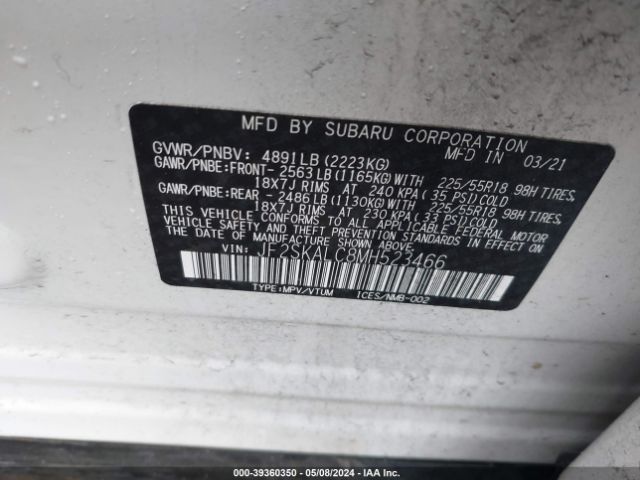 MFD BY SUBARU CORPORATION
MFD IN 03/21
GVWR/PNBV: 4891LB(2223KG)
GAWR/PNBE:FRONT- 2563LB(1165KG)WITH 225/55R18 98H TIRES,
18X7J RIMS AT 240 KPA(35 PSI)COLD
GAWR/PNBE:REAR - 2486LB(1130KG)WITH 225/55R18 98H TIRES,
18X7J RIMS AT 230 KPA(33 PSI)COLD
THIS VEHICLE CONFORMS TO ALL APPLICABLE FEDERAL MOTOR
VEHICLE SAFETY AND THEFT PREVENTION STANDARDS IN EFFECT ON
THE DATE OF MANUFACTURE SHOWN ABOVE.
VIN: JF2SKALC8MH523466
TYPE:MPV/VTUM ICES/NMB-002
000-39360350 - 05/08/2024 - IAA Inc.